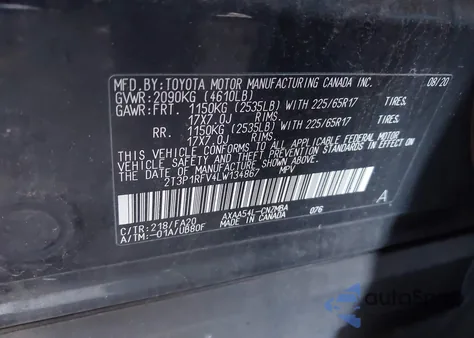 MFD.BY:TOYOTA MOTOR MANUFACTURING CANADA INC. 08/20
GVWR:2090KG (4610LB)
GAWR:FRT. 1150KG (2535LB) WITH 225/65R17 TIRES.
17X7.0J RIMS.
RR. 1150KG (2535LB) WITH 225/65R17 TIRES.
17X7.0J RIMS.
THIS VEHICLE CONFORMS TO ALL APPLICABLE FEDERAL MOTOR
VEHICLE SAFETY AND THEFT PREVENTION STANDARDS IN
EFFECT ON THE DATE OF MANUFACTURE SHOWN ABOVE.
2T3P1RFV4LW134867 MPV
C/TR:218/FA20 AXAA54L-CNZMBA
A/TM:-01A/UB80F MADE IN CANADA 076 A